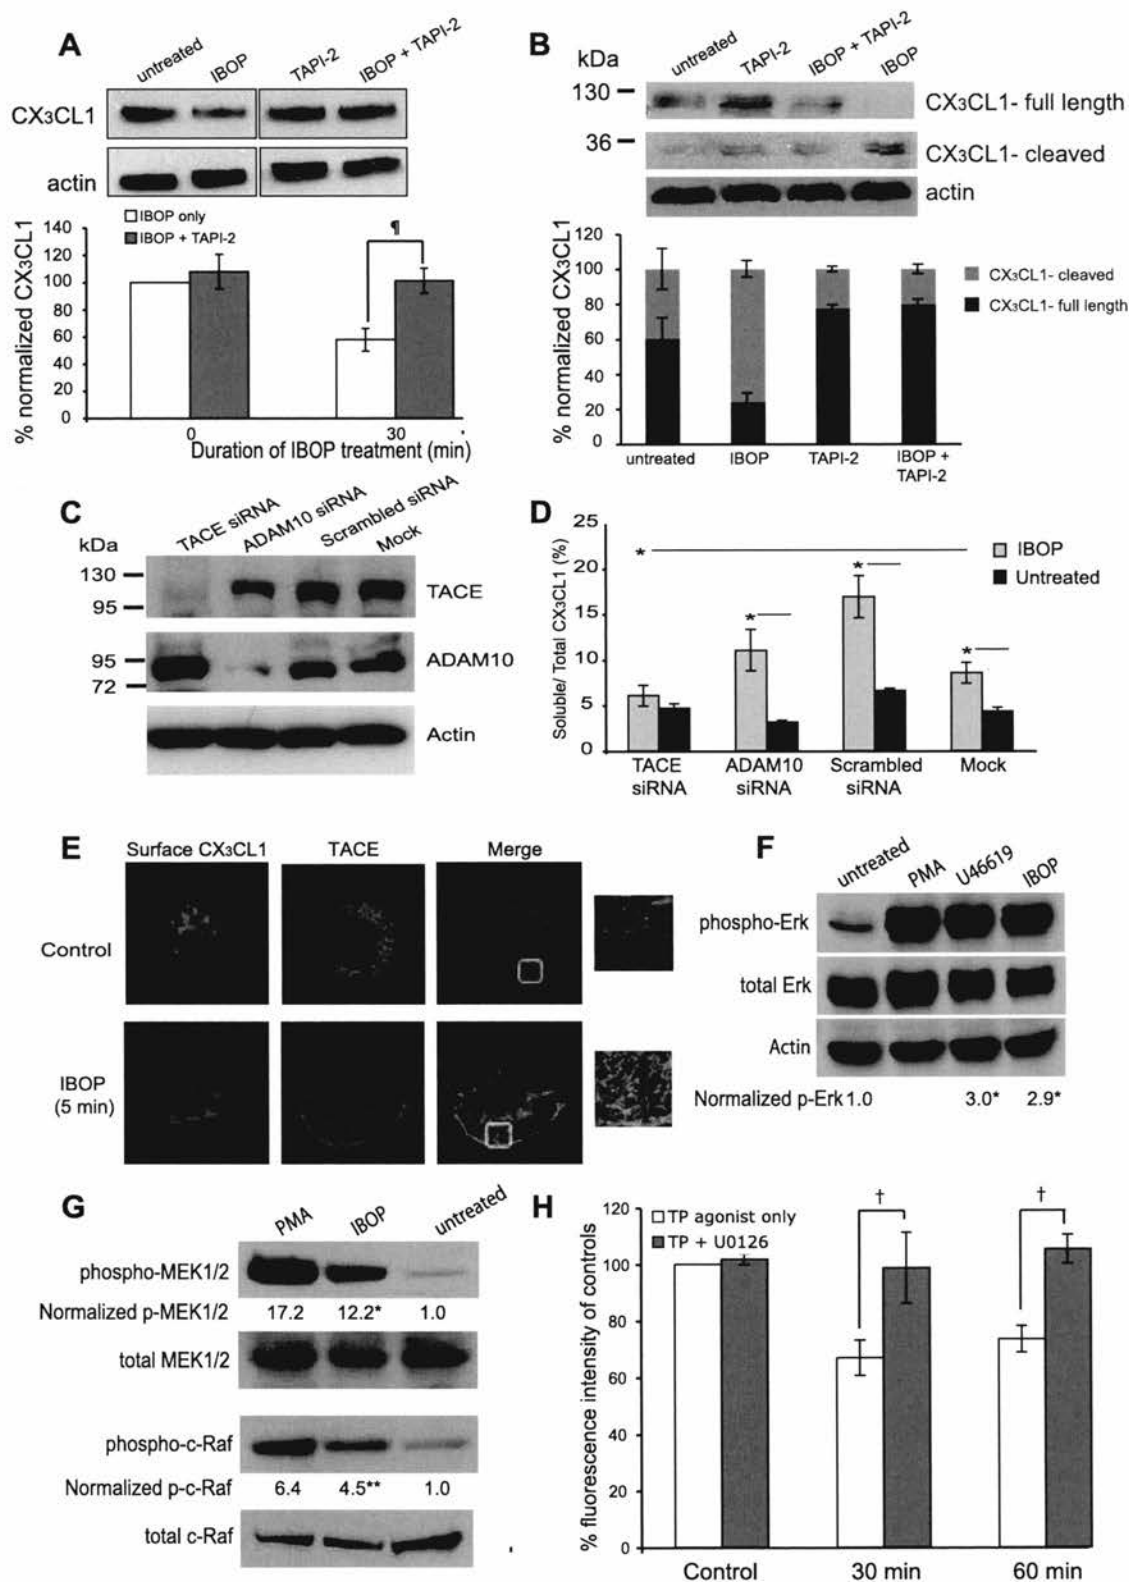 A
untreated
IBOP
TAPI-2
IBOP + TAPI-2
CX3CL1
actin
IBOP only
IBOP + TAPI-2
¶
% normalized CX3CL1
140
120
100
80
60
40
20
0
0
30
Duration of IBOP treatment (min)
B
kDa
untreated
TAPI-2
IBOP + TAPI-2
IBOP
130
CX3CL1- full length
36
CX3CL1- cleaved
actin
% normalized CX3CL1
120
100
80
60
40
20
0
CX3CL1- cleaved
CX3CL1- full length
untreated
IBOP
TAPI-2
IBOP +
TAPI-2
C
kDa
TACE siRNA
ADAM10 siRNA
Scrambled siRNA
Mock
130
95
TACE
95
72
ADAM10
Actin
D
Soluble/ Total CX3CL1 (%)
25
20
15
10
5
0
*
*
*
*
IBOP
Untreated
TACE
siRNA
ADAM10
siRNA
Scrambled
siRNA
Mock
E
Surface CX3CL1
TACE
Merge
Control
IBOP
(5 min)
F
untreated
PMA
U46619
IBOP
phospho-Erk
total Erk
Actin
Normalized p-Erk 1.0 3.0* 2.9*
G
PMA
IBOP
untreated
phospho-MEK1/2
Normalized p-MEK1/2 17.2 12.2* 1.0
total MEK1/2
phospho-c-Raf
Normalized p-c-Raf 6.4 4.5** 1.0
total c-Raf
H
% fluorescence intensity of controls
120
100
80
60
40
20
0
TP agonist only
TP + U0126
†
†
Control
30 min
60 min